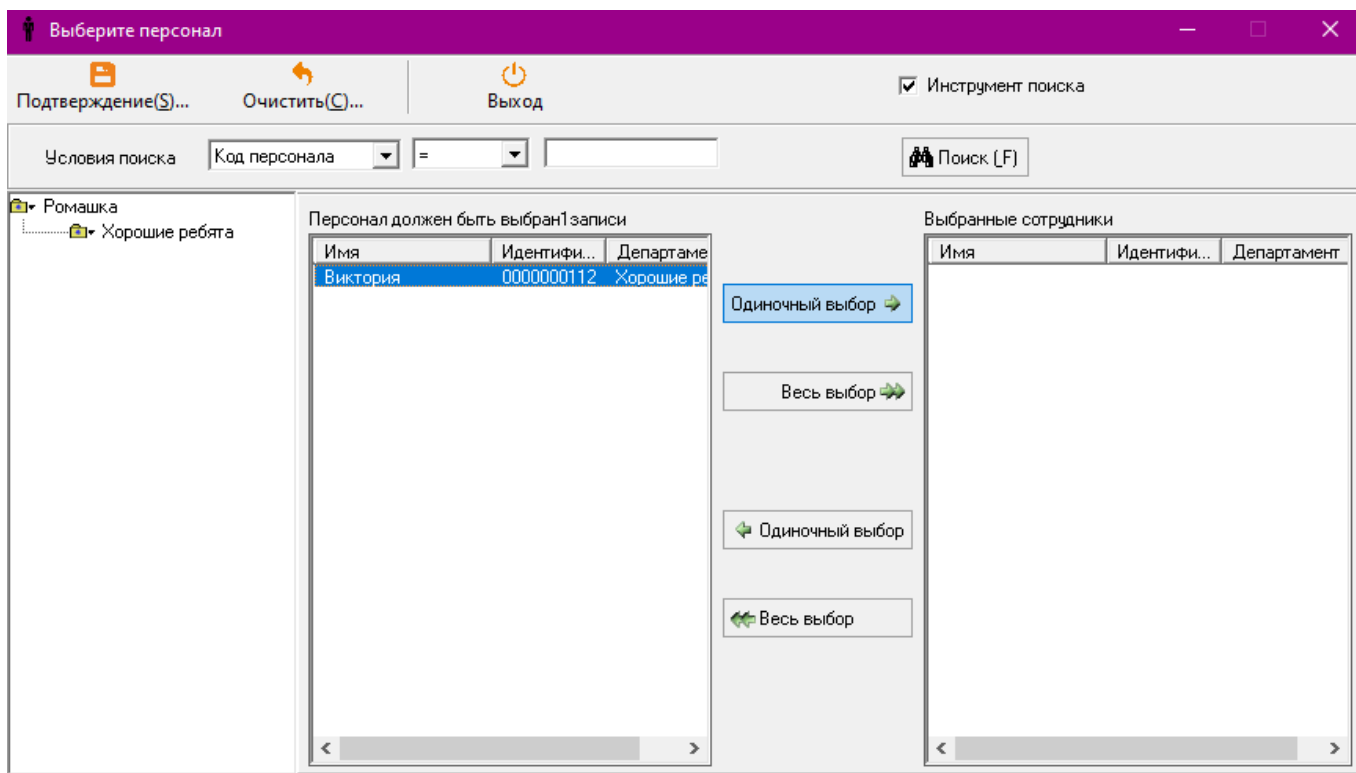 Выберите персонал
Подтверждение(S)... Очистить(C)... Выход Инструмент поиска
Условия поиска Код персонала = Поиск (F)
Ромашка
Хорошие ребята
Персонал должен быть выбран1записи Выбранные сотрудники
Имя Идентифи... Департаме Имя Идентифи... Департамент
Виктория 0000000112 Хорошие ре
Одиночный выбор
Весь выбор
Одиночный выбор
Весь выбор